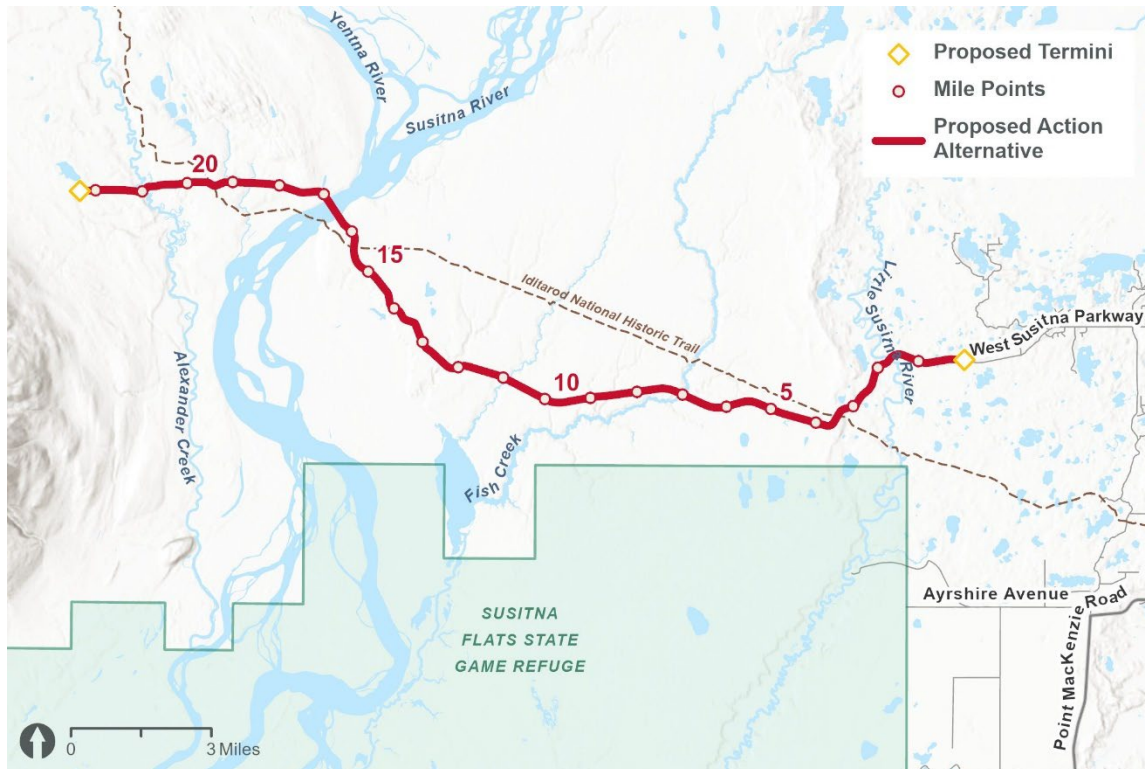 Yentna River
Susitna River
Proposed Termini
Mile Points
Proposed Action
Alternative
20
15
Iditarod National Historic Trail
Little Susitna River
West Susitna Parkway
Alexander Creek
10
5
Fish Creek
SUSITNA
FLATS STATE
GAME REFUGE
Ayrshire Avenue
Point MacKenzie Road
0
3 Miles